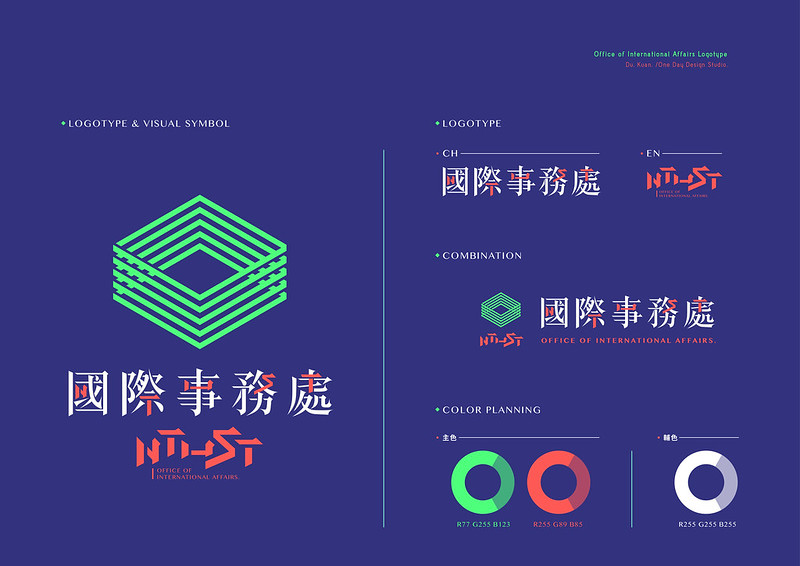 Office of International Affairs Logotype
Du. Kuan. /One Day Design Studio.
LOGOTYPE & VISUAL SYMBOL
國際事務處
NTUST
OFFICE OF
INTERNATIONAL AFFAIRS.
LOGOTYPE
CH
國際事務處
EN
NTUST
OFFICE OF
INTERNATIONAL AFFAIRS.
COMBINATION
國際事務處
NTUST
OFFICE OF INTERNATIONAL AFFAIRS.
COLOR PLANNING
主色
R77 G255 B123
R255 G89 B85
輔色
R255 G255 B255